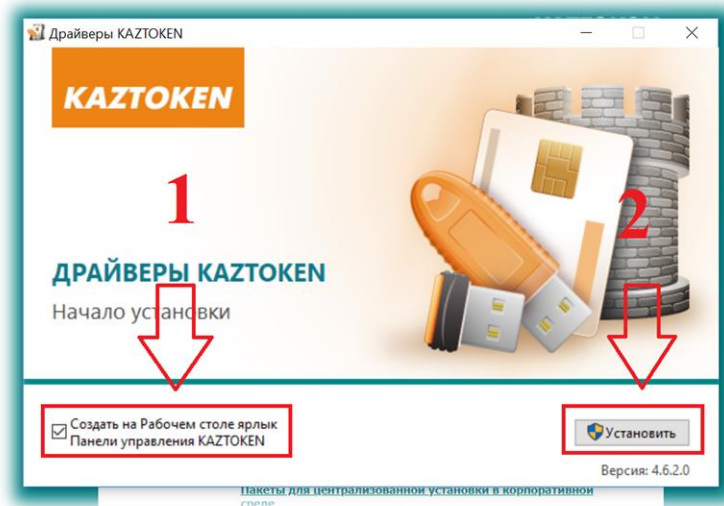 Драйверы KAZTOKEN
KAZTOKEN
1
2
ДРАЙВЕРЫ KAZTOKEN
Начало установки
Создать на Рабочем столе ярлык
Панели управления KAZTOKEN
Установить
Версия: 4.6.2.0
Пакеты для централизованной установки в корпоративной
среде